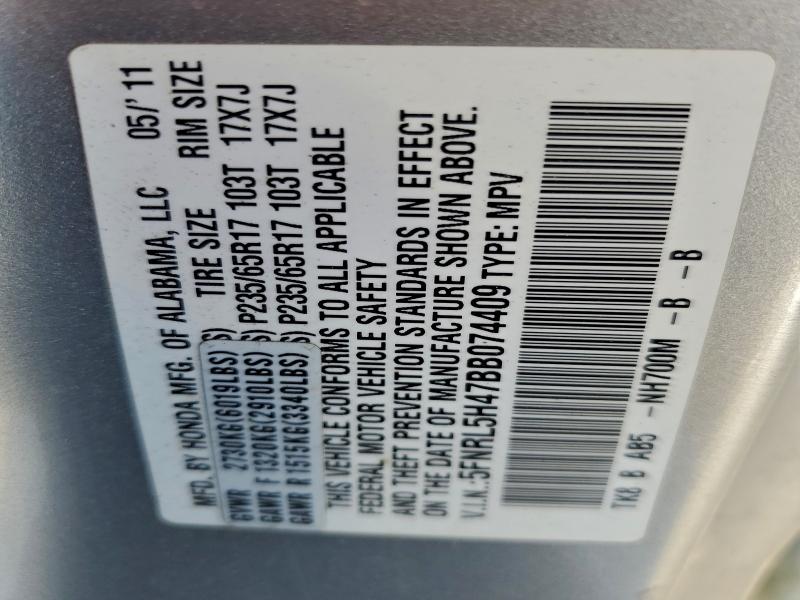 MFD. BY HONDA MFG. OF ALABAMA, LLC 05/' 11
TIRE SIZE RIM SIZE
GVWR 2730KG(6019LBS)
GAWR F 1320KG(2910LBS) P235/65R17 103T 17X7J
GAWR R 1515KG(3340LBS) P235/65R17 103T 17X7J
THIS VEHICLE CONFORMS TO ALL APPLICABLE
FEDERAL MOTOR VEHICLE SAFETY
AND THEFT PREVENTION STANDARDS IN EFFECT
ON THE DATE OF MANUFACTURE SHOWN ABOVE.
V.I.N.:5FNRL5H47BB074409 TYPE: MPV
TK8 B AB5 -NH700M -B -B